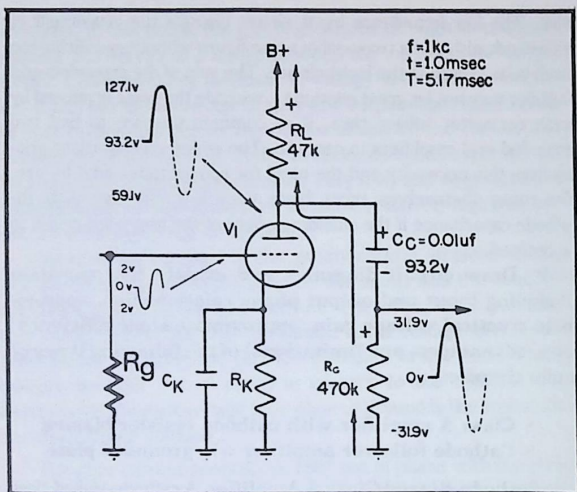 B+
f=1kc
t=1.0msec
T=5.17msec
127.1v
93.2v
59.1v
RL
47k
V1
CC=0.01uf
93.2v
2v
0v
2v
31.9v
0v
-31.9v
Rg
CK
RK
RG
470k
+
-
+
-
+
-